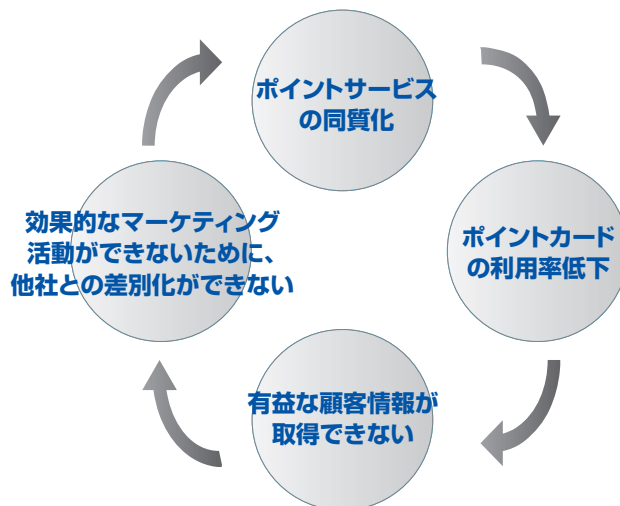 ポイントサービス
の同質化
ポイントカード
の利用率低下
有益な顧客情報が
取得できない
効果的なマーケティング
活動ができないために、
他社との差別化ができない